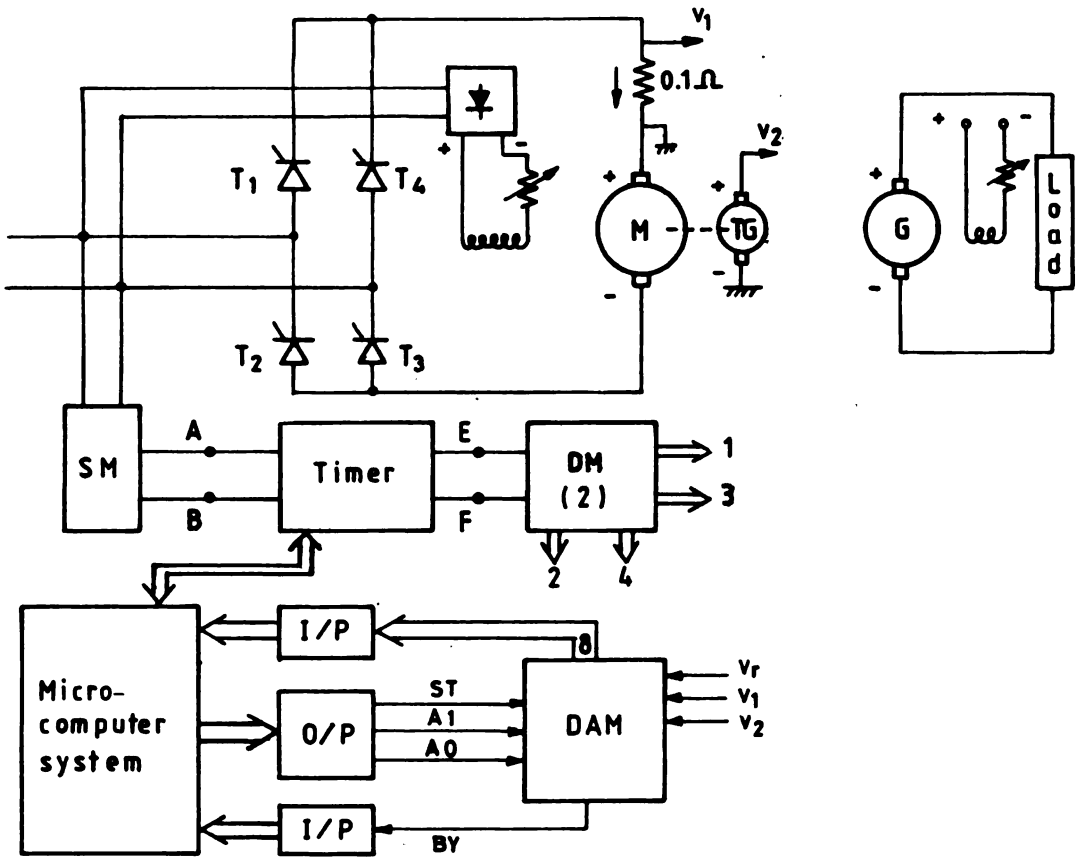 v1
0.1Ω
v2
+ -
T1
T4
+
M
-
+
TG
-
+
G
-
+ -
Load
T2
T3
SM
A
B
Timer
E
F
DM
(2)
1
3
2
4
I/P
8
Micro-
computer
system
O/P
ST
A1
A0
DAM
vr
v1
v2
I/P
BY